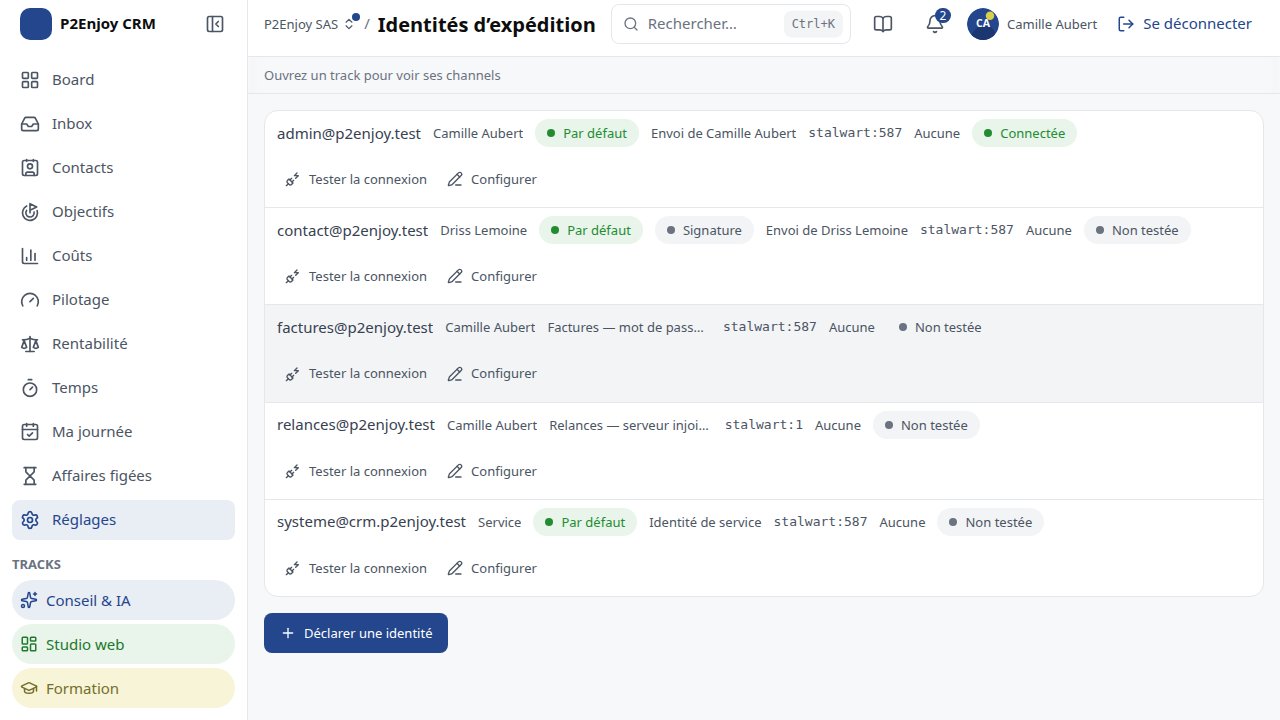 P2Enjoy CRM
P2Enjoy SAS / Identités d'expédition
Rechercher... Ctrl+K
2
CA Camille Aubert
Se déconnecter
Ouvrez un track pour voir ses channels
Board
Inbox
Contacts
Objectifs
Coûts
Pilotage
Rentabilité
Temps
Ma journée
Affaires figées
Réglages
TRACKS
Conseil & IA
Studio web
Formation
admin@p2enjoy.test Camille Aubert Par défaut Envoi de Camille Aubert stalwart:587 Aucune Connectée
Tester la connexion Configurer
contact@p2enjoy.test Driss Lemoine Par défaut Signature Envoi de Driss Lemoine stalwart:587 Aucune Non testée
Tester la connexion Configurer
factures@p2enjoy.test Camille Aubert Factures — mot de pass... stalwart:587 Aucune Non testée
Tester la connexion Configurer
relances@p2enjoy.test Camille Aubert Relances — serveur injoi... stalwart:1 Aucune Non testée
Tester la connexion Configurer
systeme@crm.p2enjoy.test Service Par défaut Identité de service stalwart:587 Aucune Non testée
Tester la connexion Configurer
Déclarer une identité